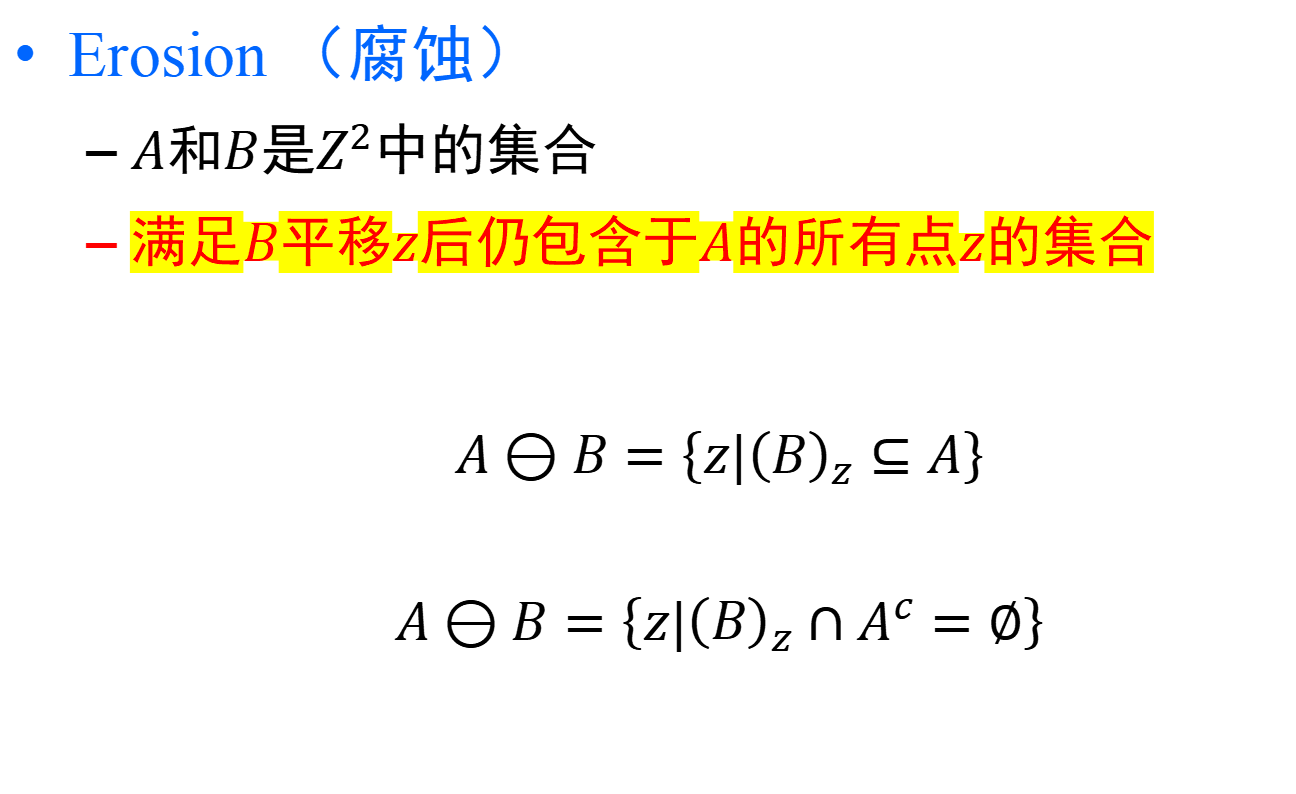 • Erosion （腐蚀）
– A和B是Z²中的集合
– 满足B平移z后仍包含于A的所有点z的集合
A ⊖ B = {z|(B)_z ⊆ A}
A ⊖ B = {z|(B)_z ∩ Aᶜ = ∅}